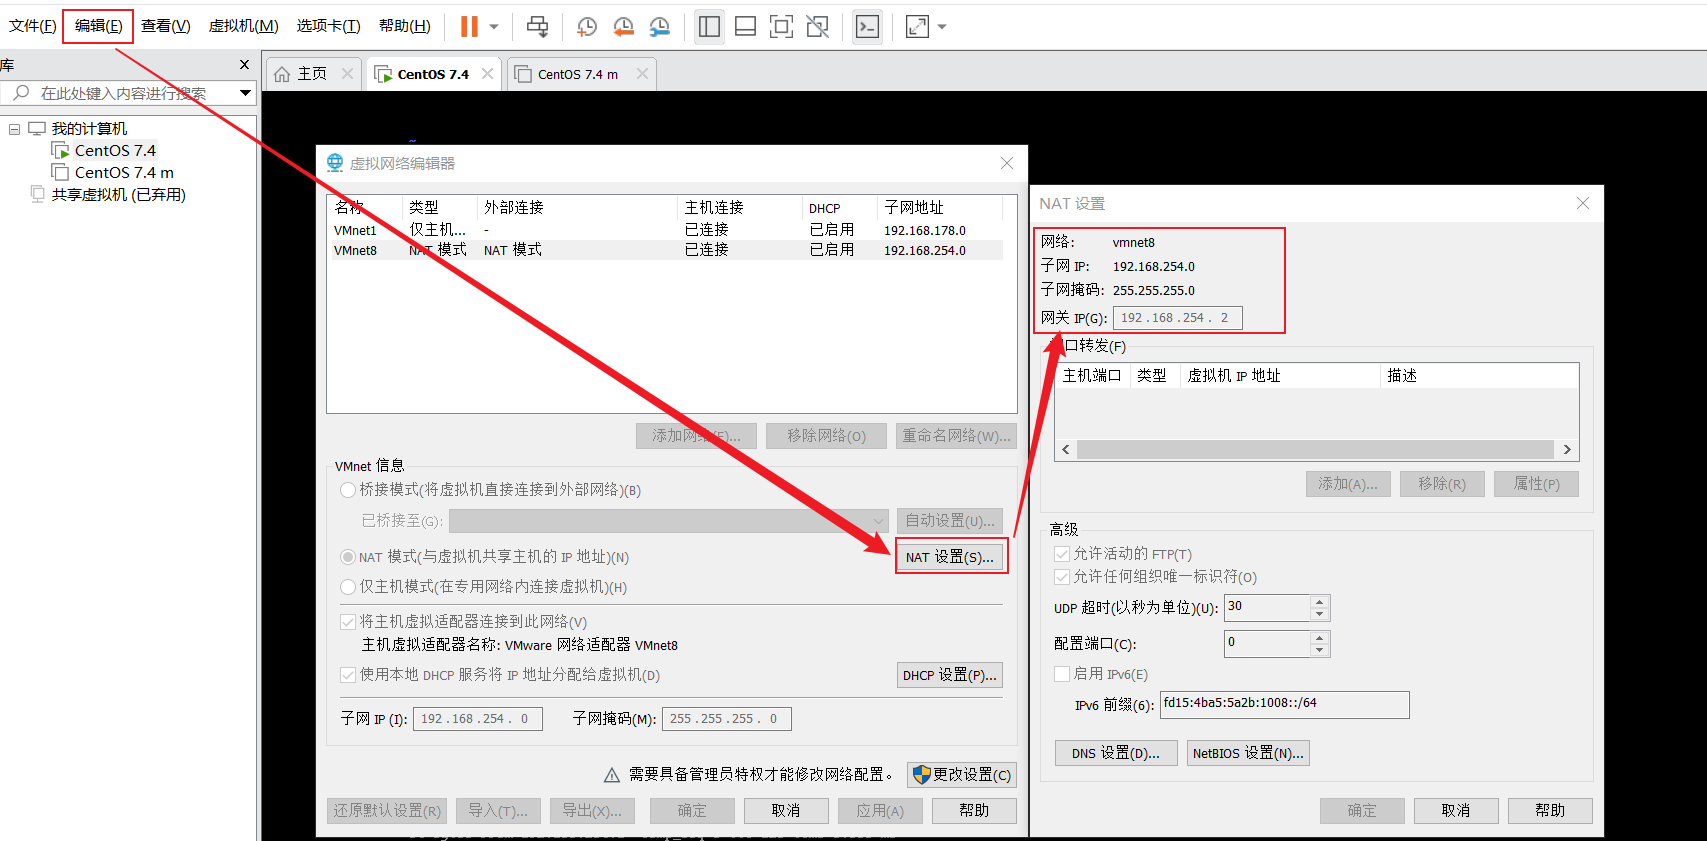 文件(F) 编辑(E) 查看(V) 虚拟机(M) 选项卡(T) 帮助(H)
库
在此处键入内容进行搜索
我的计算机
CentOS 7.4
CentOS 7.4 m
共享虚拟机 (已弃用)
主页 CentOS 7.4 CentOS 7.4 m
虚拟网络编辑器
名称 类型 外部连接 主机连接 DHCP 子网地址
VMnet1 仅主机... - 已连接 已启用 192.168.178.0
VMnet8 NAT 模式 NAT 模式 已连接 已启用 192.168.254.0
添加网络(E)... 移除网络(O) 重命名网络(W)...
VMnet 信息
桥接模式(将虚拟机直接连接到外部网络)(B)
已桥接至(G): 自动设置(U)...
NAT 模式(与虚拟机共享主机的 IP 地址)(N) NAT 设置(S)...
仅主机模式(在专用网络内连接虚拟机)(H)
将主机虚拟适配器连接到此网络(V)
主机虚拟适配器名称: VMware 网络适配器 VMnet8
使用本地 DHCP 服务将 IP 地址分配给虚拟机(D) DHCP 设置(P)...
子网 IP (I): 192 . 168 . 254 . 0 子网掩码(M): 255 . 255 . 255 . 0
需要具备管理员特权才能修改网络配置。 更改设置(C)
还原默认设置(R) 导入(T)... 导出(X)... 确定 取消 应用(A) 帮助
NAT 设置
网络: vmnet8
子网 IP: 192.168.254.0
子网掩码: 255.255.255.0
网关 IP(G): 192 . 168 . 254 . 2
口转发(F)
主机端口 类型 虚拟机 IP 地址 描述
添加(A)... 移除(R) 属性(P)
高级
允许活动的 FTP(T)
允许任何组织唯一标识符(O)
UDP 超时(以秒为单位)(U): 30
配置端口(C): 0
启用 IPv6(E)
IPv6 前缀(6): fd15:4ba5:5a2b:1008::/64
DNS 设置(D)... NetBIOS 设置(N)...
确定 取消 帮助